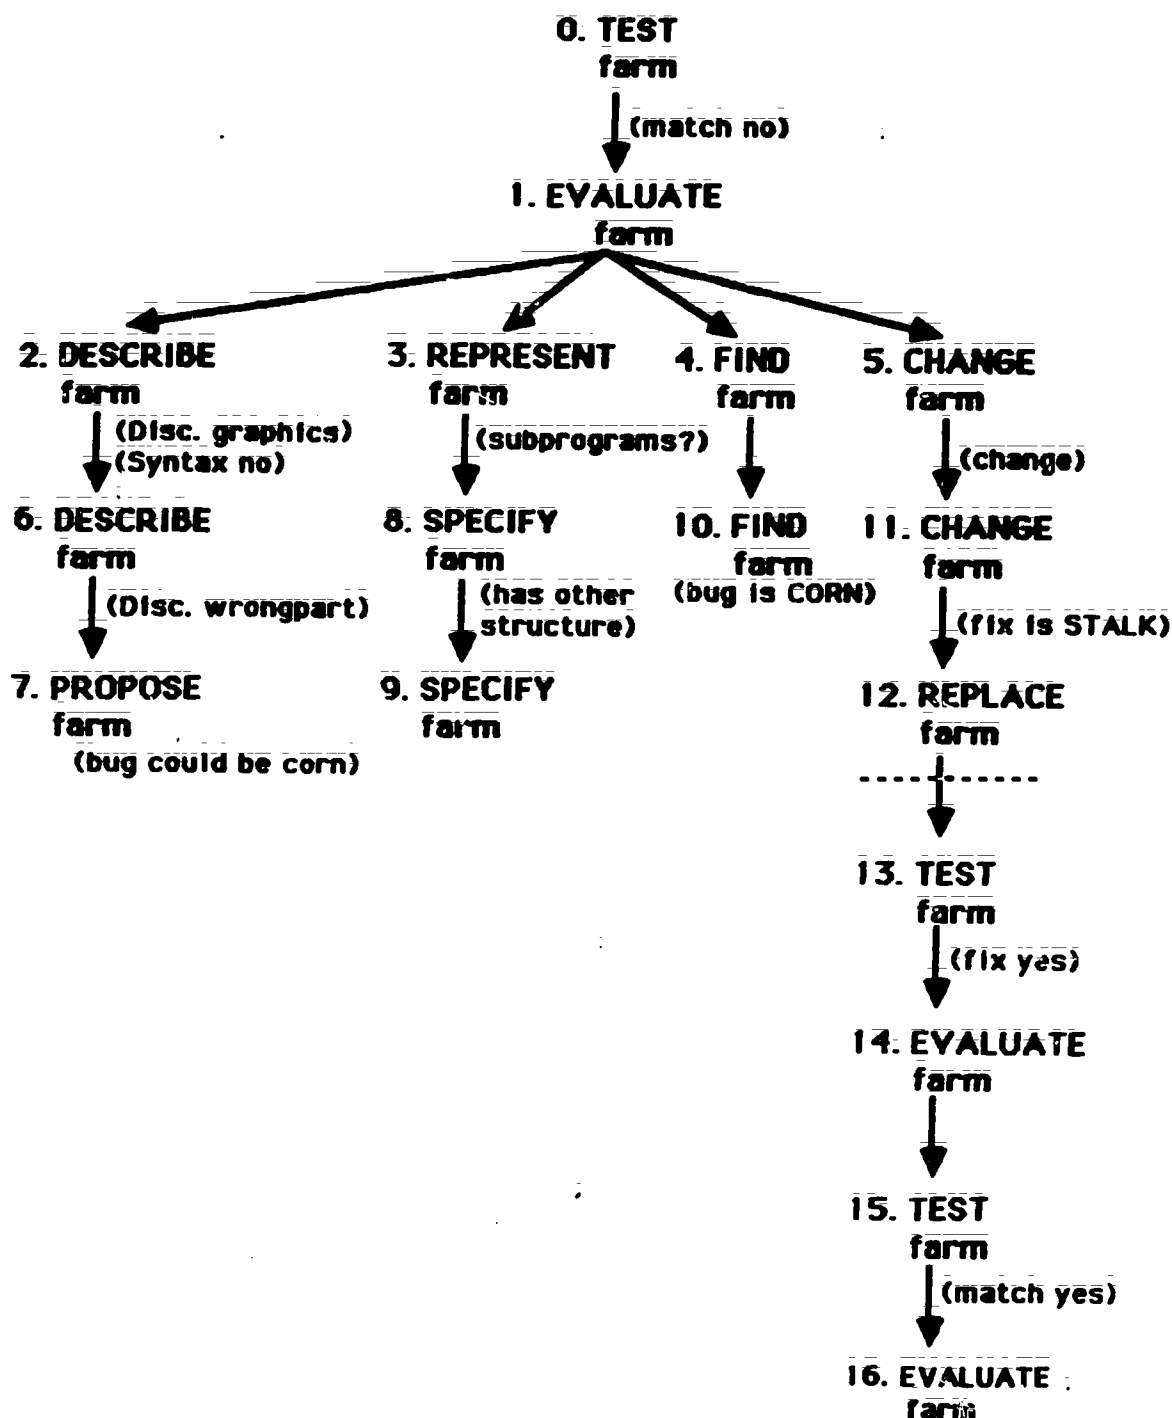 0. TEST
farm
(match no)
1. EVALUATE
farm
2. DESCRIBE
farm
(Disc. graphics)
(Syntax no)
6. DESCRIBE
farm
(Disc. wrongpart)
7. PROPOSE
farm
(bug could be corn)
3. REPRESENT
farm
(subprograms?)
8. SPECIFY
farm
(has other
structure)
9. SPECIFY
farm
4. FIND
farm
10. FIND
farm
(bug is CORN)
5. CHANGE
farm
(change)
11. CHANGE
farm
(fix is STALK)
12. REPLACE
farm
13. TEST
farm
(fix yes)
14. EVALUATE
farm
15. TEST
farm
(match yes)
16. EVALUATE
farm